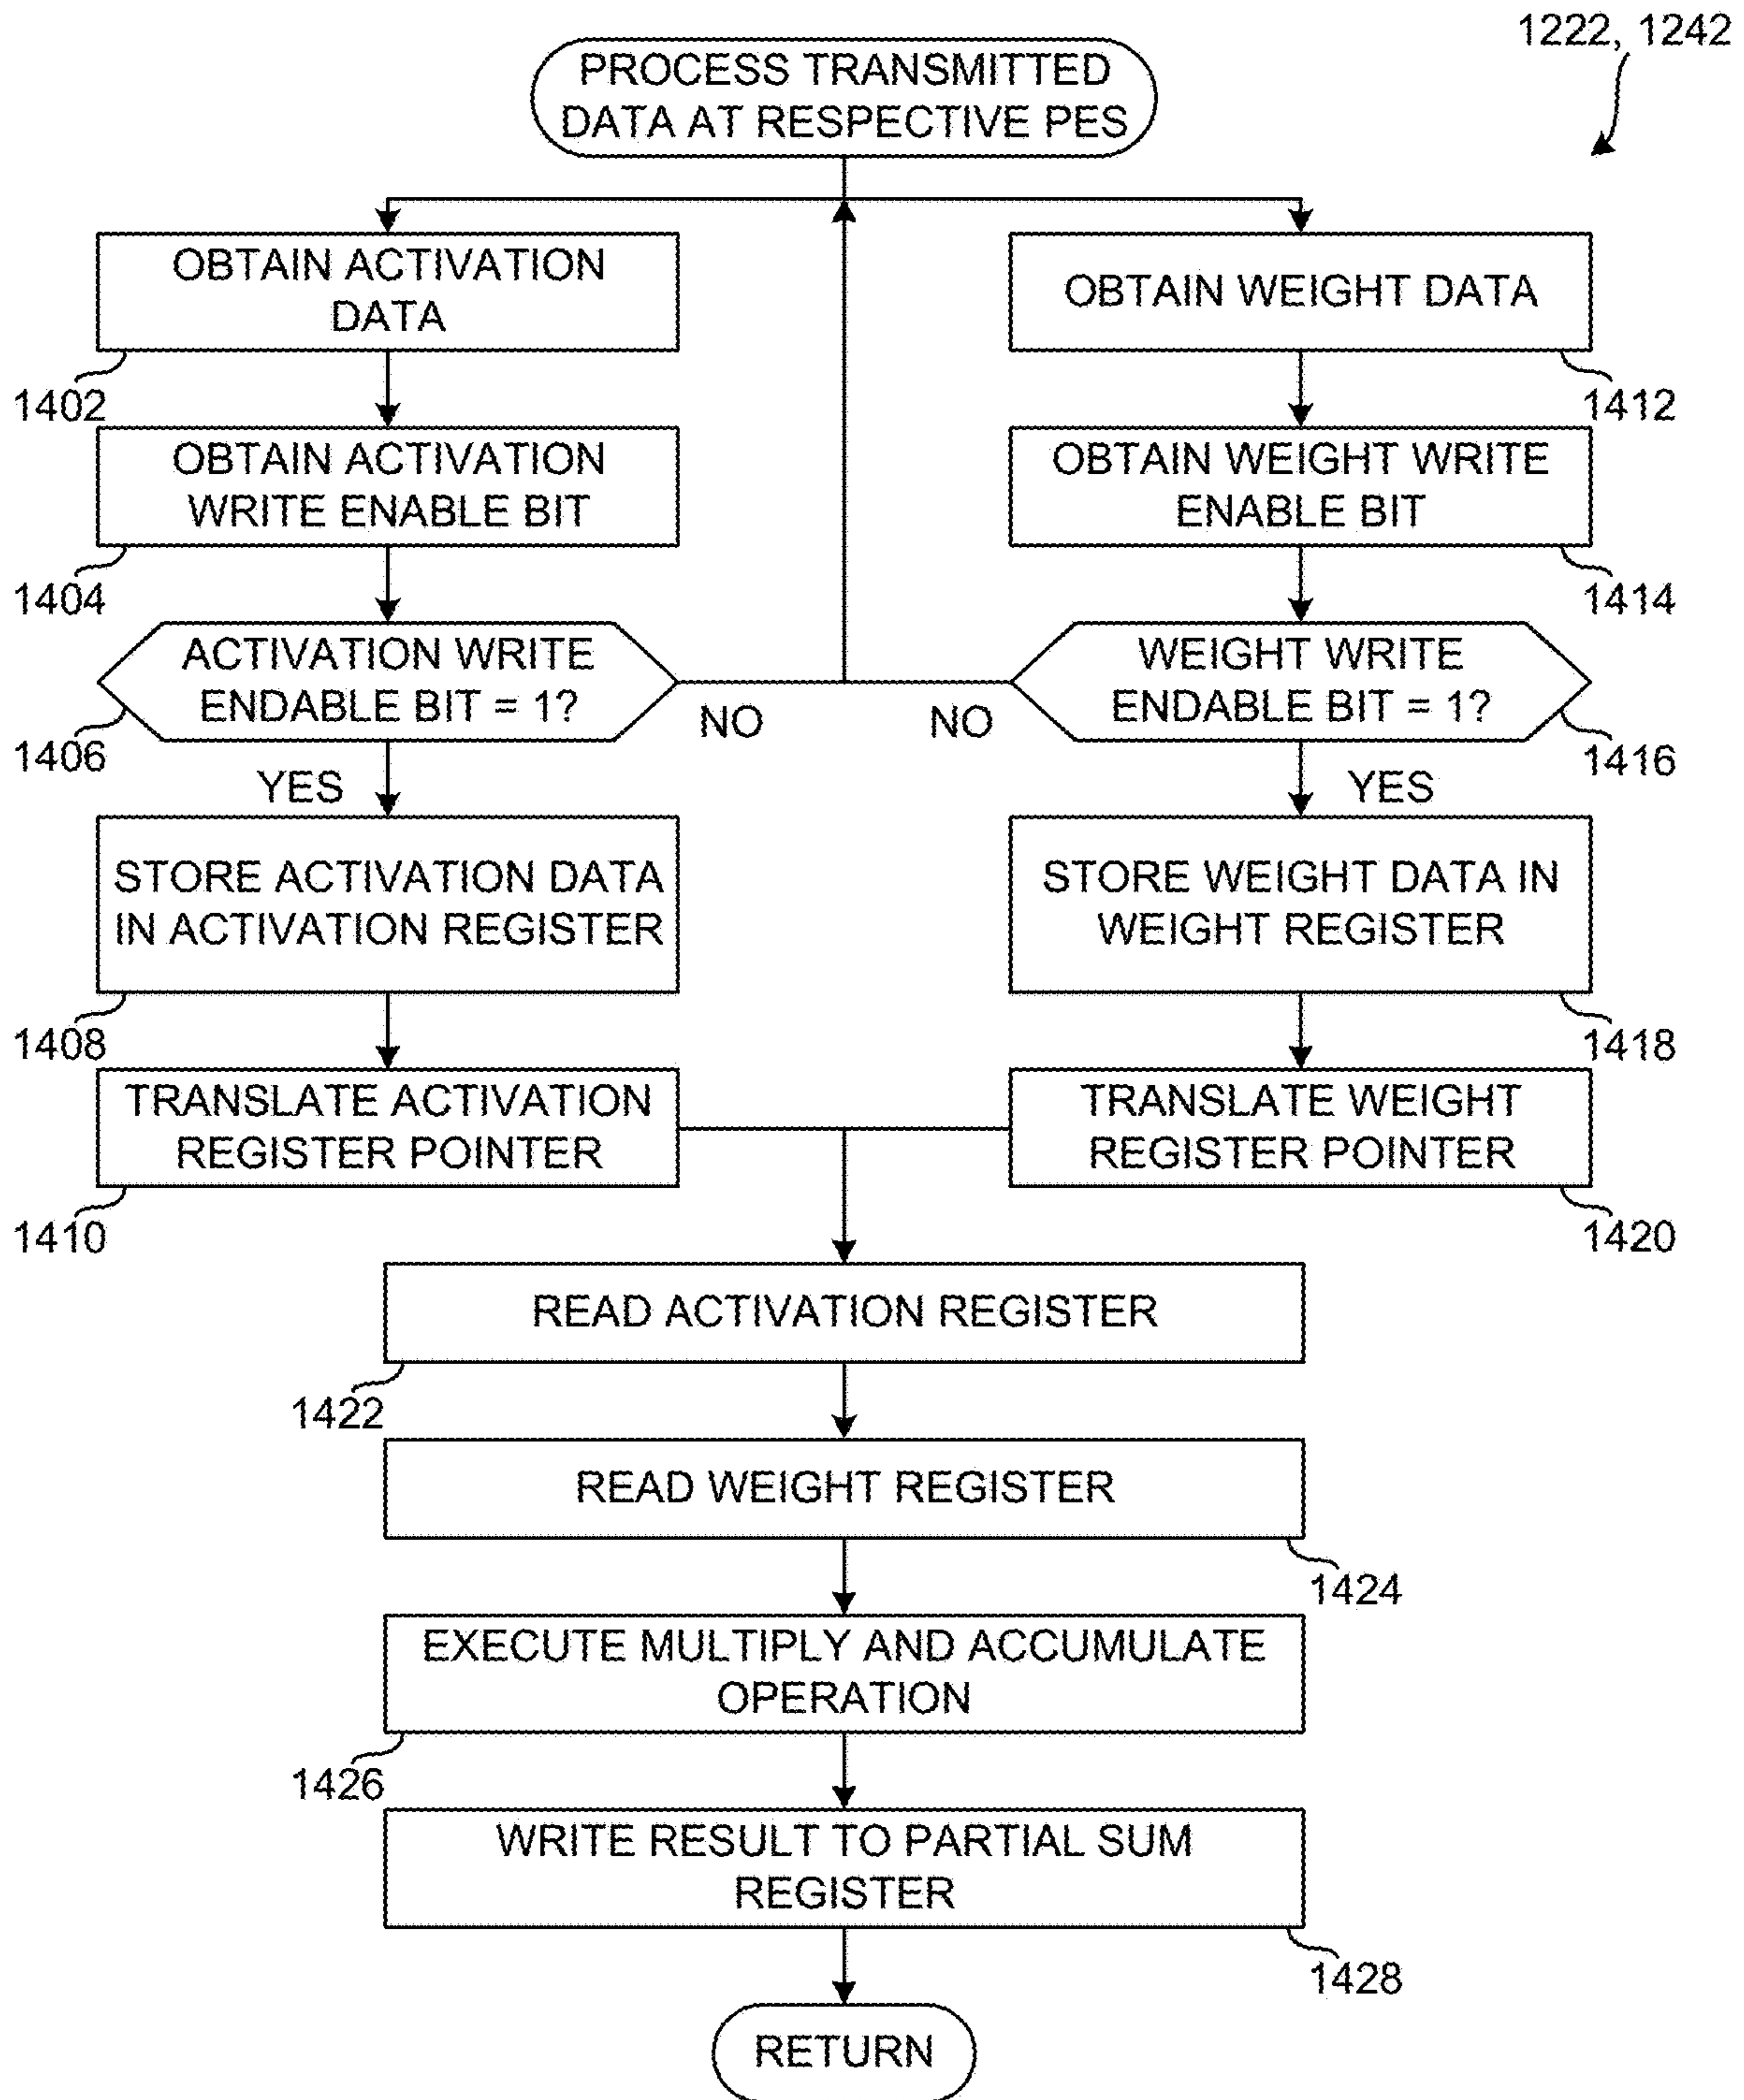 1222, 1242
PROCESS TRANSMITTED
DATA AT RESPECTIVE PES
OBTAIN ACTIVATION
DATA
1402
OBTAIN WEIGHT DATA
1412
OBTAIN ACTIVATION
WRITE ENABLE BIT
1404
OBTAIN WEIGHT WRITE
ENABLE BIT
1414
ACTIVATION WRITE
ENDABLE BIT = 1?
1406
NO
YES
WEIGHT WRITE
ENDABLE BIT = 1?
1416
NO
YES
STORE ACTIVATION DATA
IN ACTIVATION REGISTER
1408
STORE WEIGHT DATA IN
WEIGHT REGISTER
1418
TRANSLATE ACTIVATION
REGISTER POINTER
1410
TRANSLATE WEIGHT
REGISTER POINTER
1420
READ ACTIVATION REGISTER
1422
READ WEIGHT REGISTER
1424
EXECUTE MULTIPLY AND ACCUMULATE
OPERATION
1426
WRITE RESULT TO PARTIAL SUM
REGISTER
1428
RETURN